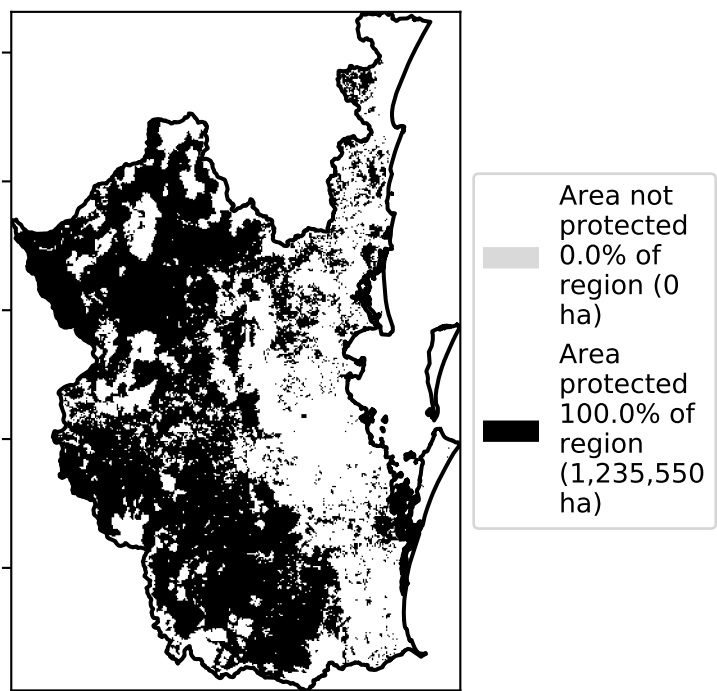 Area not
protected
0.0% of
region (0
ha)
Area
protected
100.0% of
region
(1,235,550
ha)